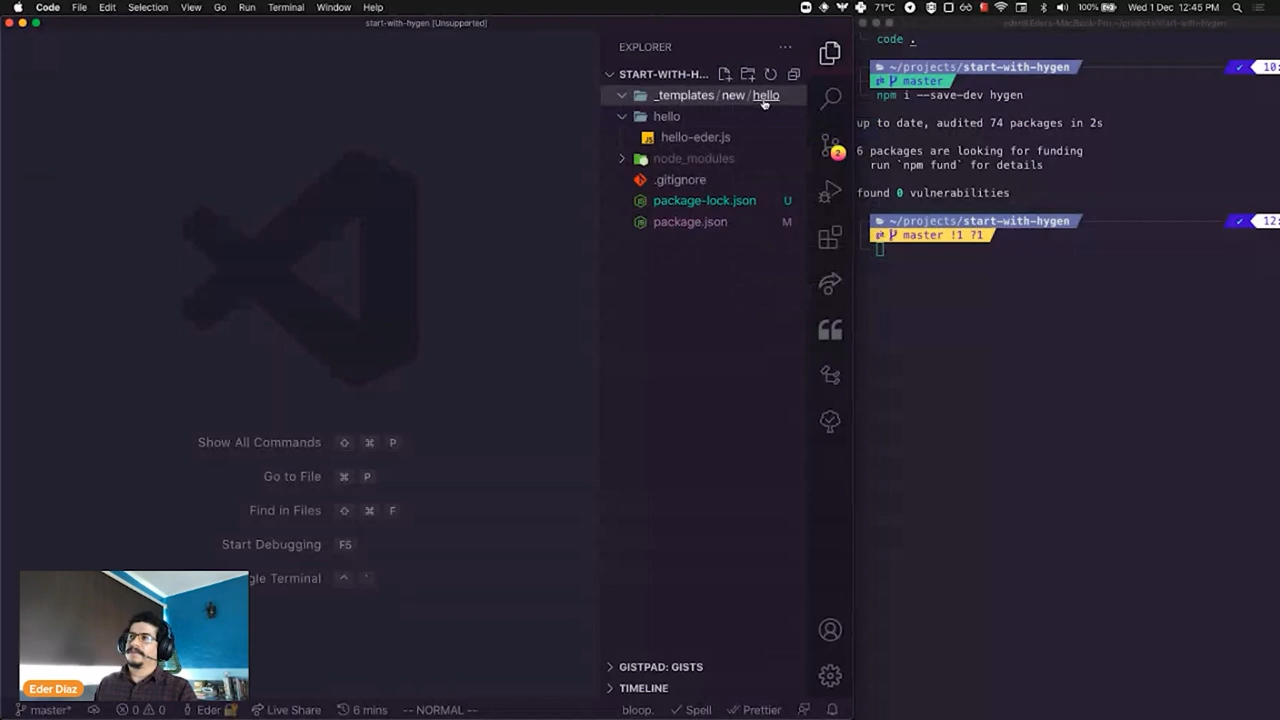 Code File Edit Selection View Go Run Terminal Window Help
71°C 100% Wed 1 Dec 12:45 PM
start-with-hygen [Unsupported]
EXPLORER
START-WITH-H...
_templates / new / hello
hello
hello-eder.js
node_modules
.gitignore
package-lock.json U
package.json M
2
Show All Commands ⇧ ⌘ P
Go to File ⌘ P
Find in Files ⇧ ⌘ F
Start Debugging F5
gle Terminal ^ `
Eder Diaz
GISTPAD: GISTS
TIMELINE
master* 0 0 Eder Live Share 6 mins -- NORMAL -- bloop. Spell Prettier
code .
~/projects/start-with-hygen 10:
master
npm i --save-dev hygen
up to date, audited 74 packages in 2s
6 packages are looking for funding
run `npm fund` for details
found 0 vulnerabilities
~/projects/start-with-hygen 12:
master !1 ?1